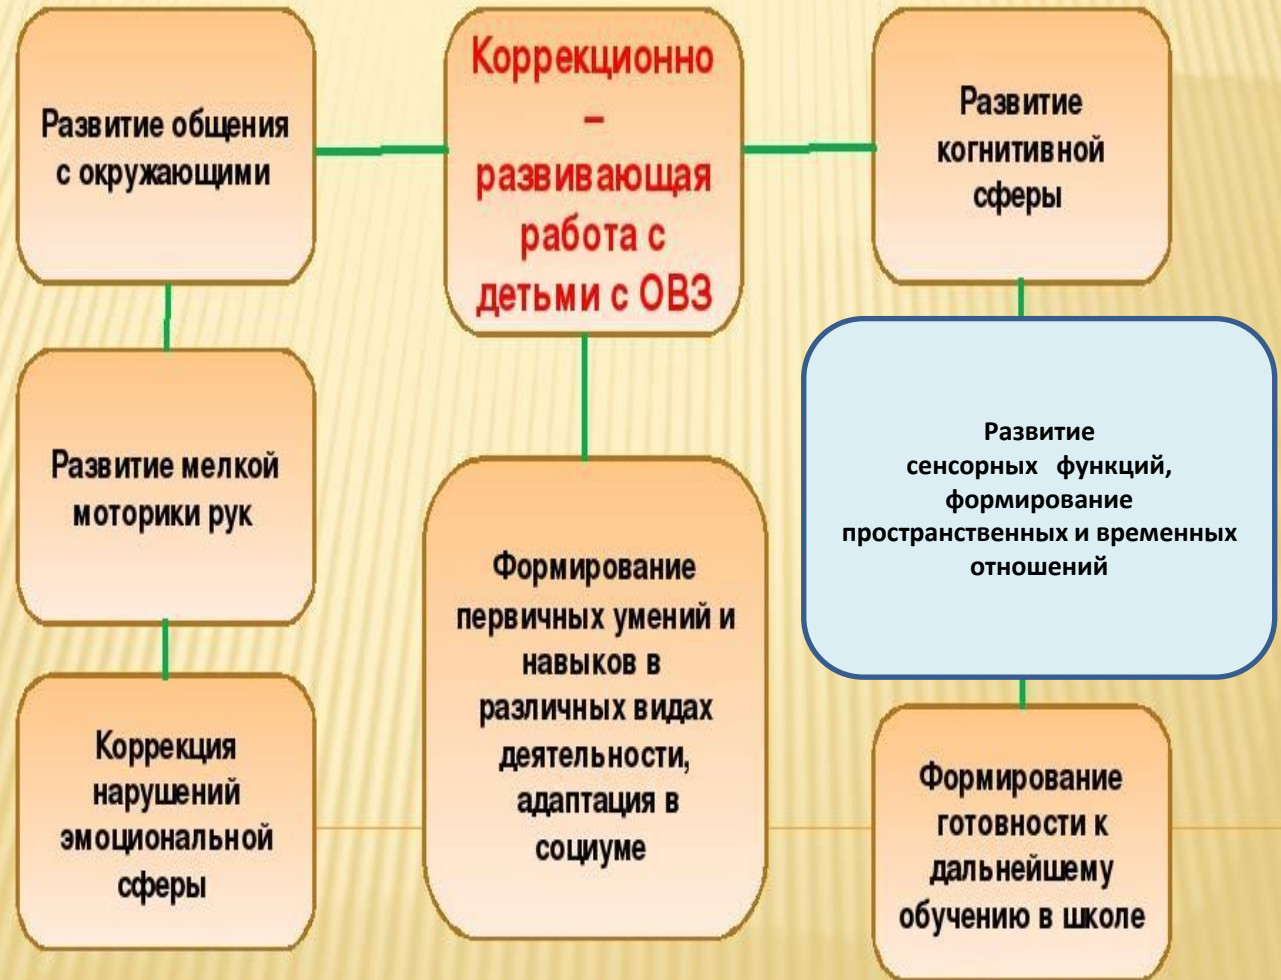 Развитие общения
с окружающими
Коррекционно
–
развивающая
работа с
детьми с ОВЗ
Развитие
когнитивной
сферы
Развитие мелкой
моторики рук
Формирование
первичных умений и
навыков в
различных видах
деятельности,
адаптация в
социуме
Развитие
сенсорных функций,
формирование
пространственных и временных
отношений
Коррекция
нарушений
эмоциональной
сферы
Формирование
готовности к
дальнейшему
обучению в школе